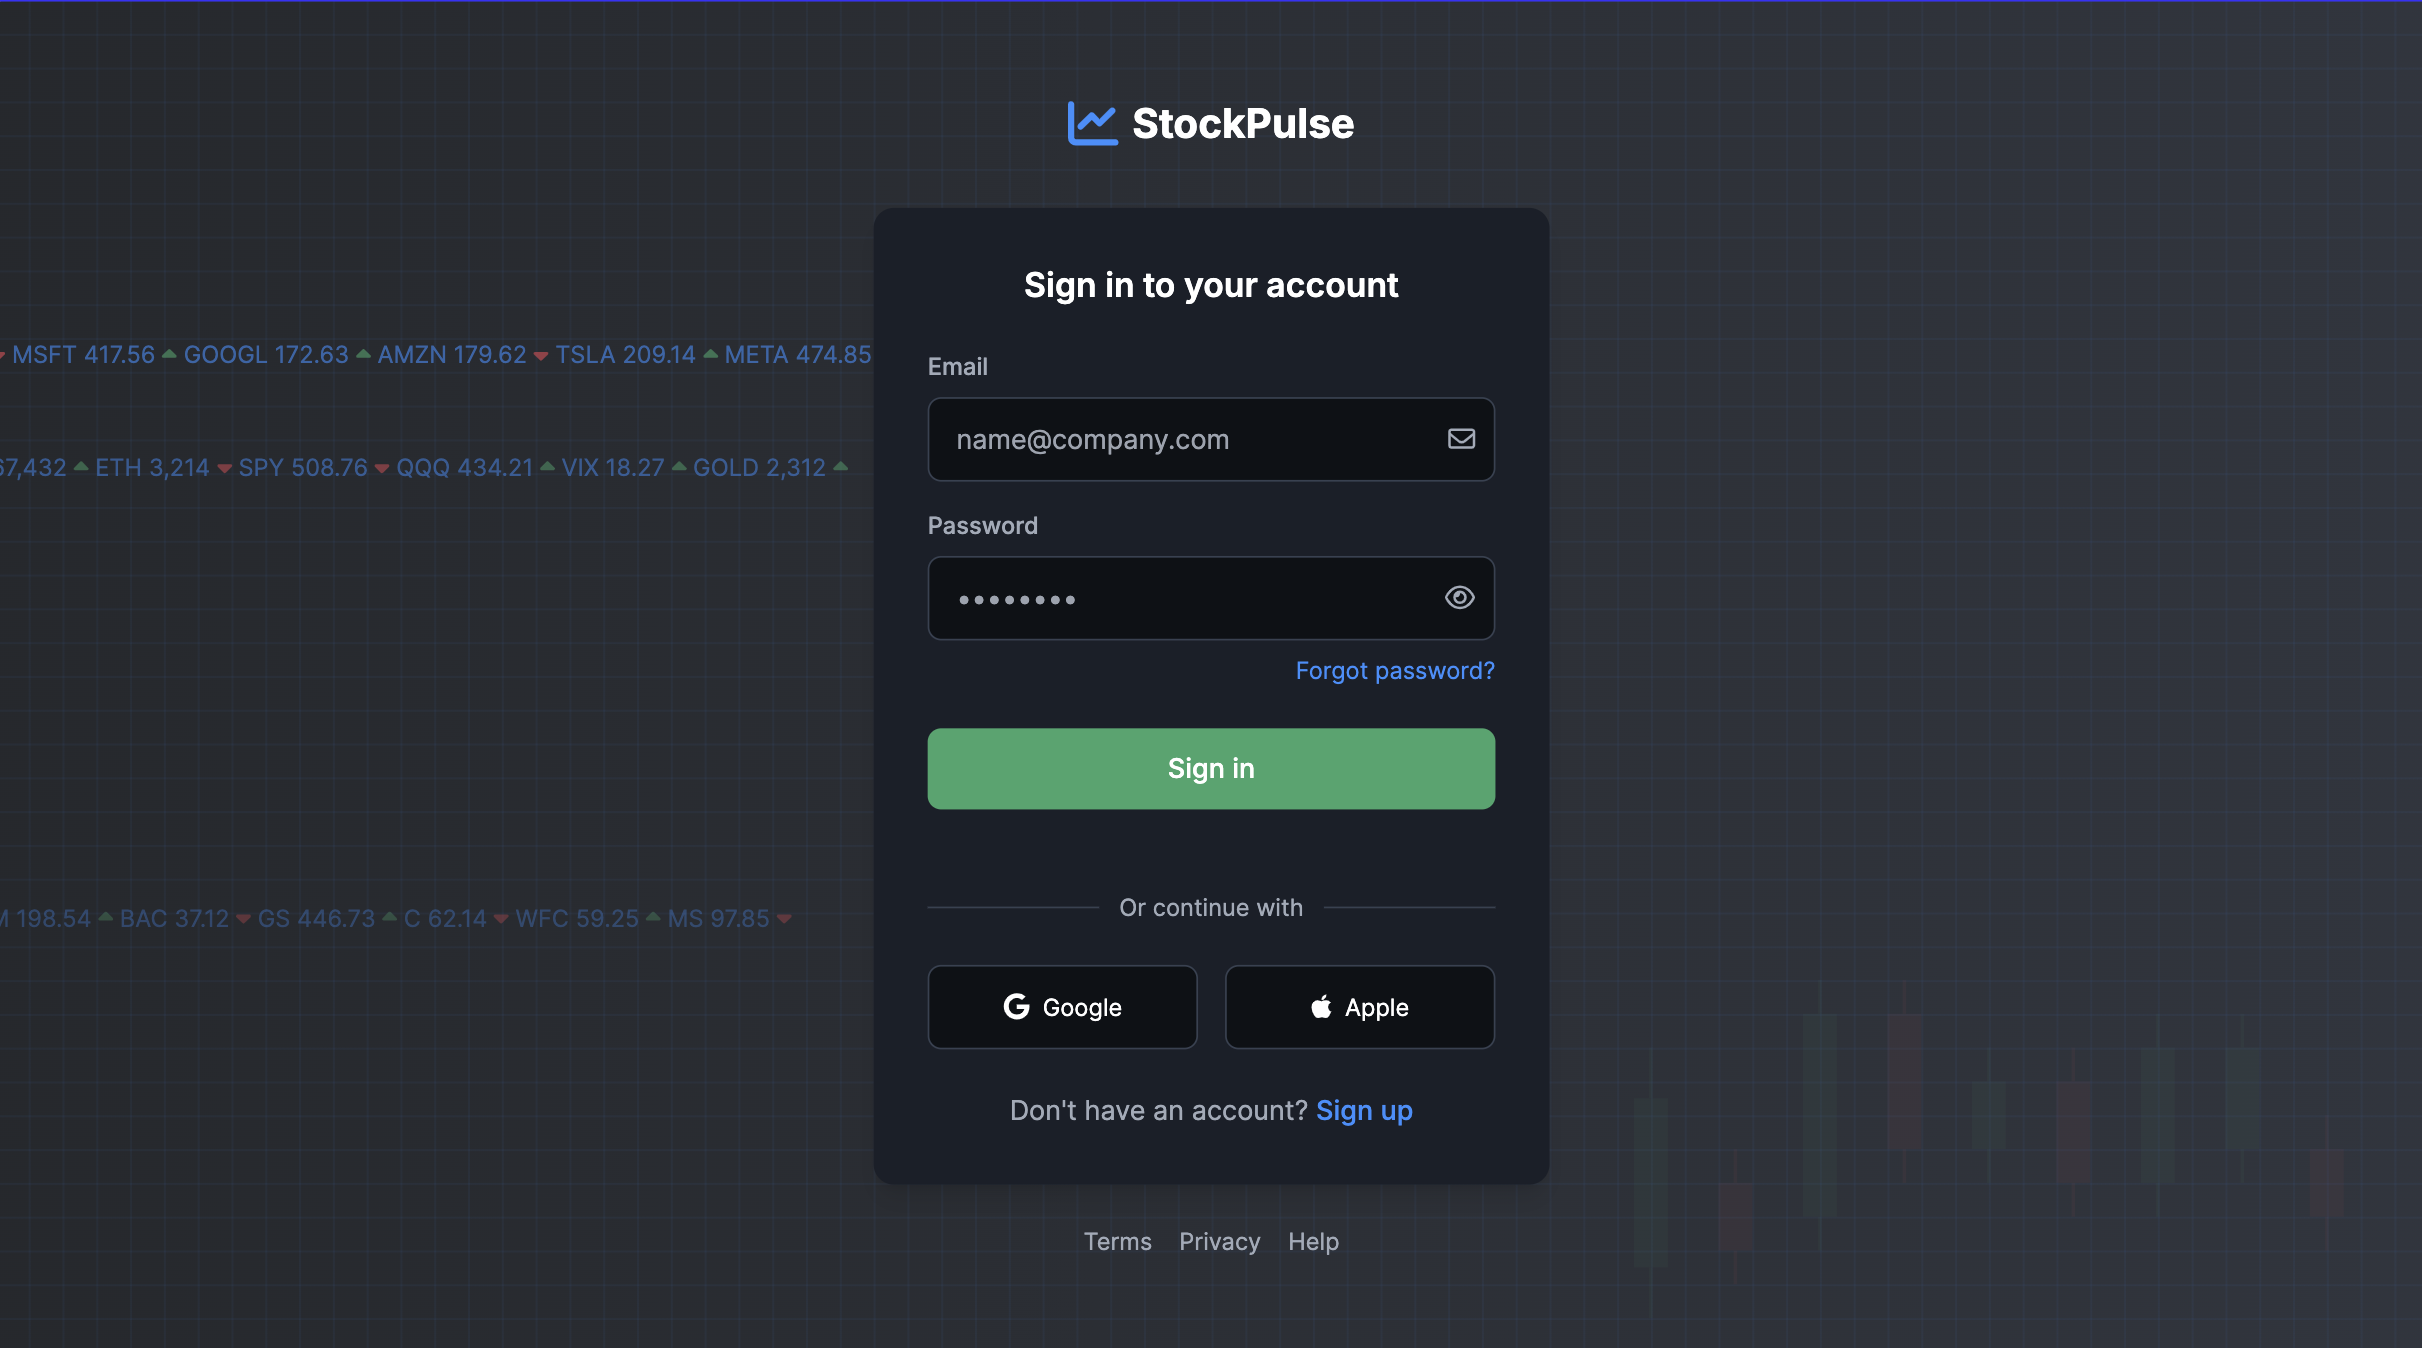 StockPulse
Sign in to your account
MSFT 417.56 ▲ GOOGL 172.63 ▲ AMZN 179.62 ▼ TSLA 209.14 ▲ META 474.85
Email
name@company.com
67,432 ▲ ETH 3,214 ▼ SPY 508.76 ▼ QQQ 434.21 ▲ VIX 18.27 ▲ GOLD 2,312 ▲
Password
Forgot password?
Sign in
Or continue with
198.54 ▲ BAC 37.12 ▼ GS 446.73 ▲ C 62.14 ▼ WFC 59.25 ▲ MS 97.85 ▼
Google
Apple
Don't have an account? Sign up
Terms Privacy Help